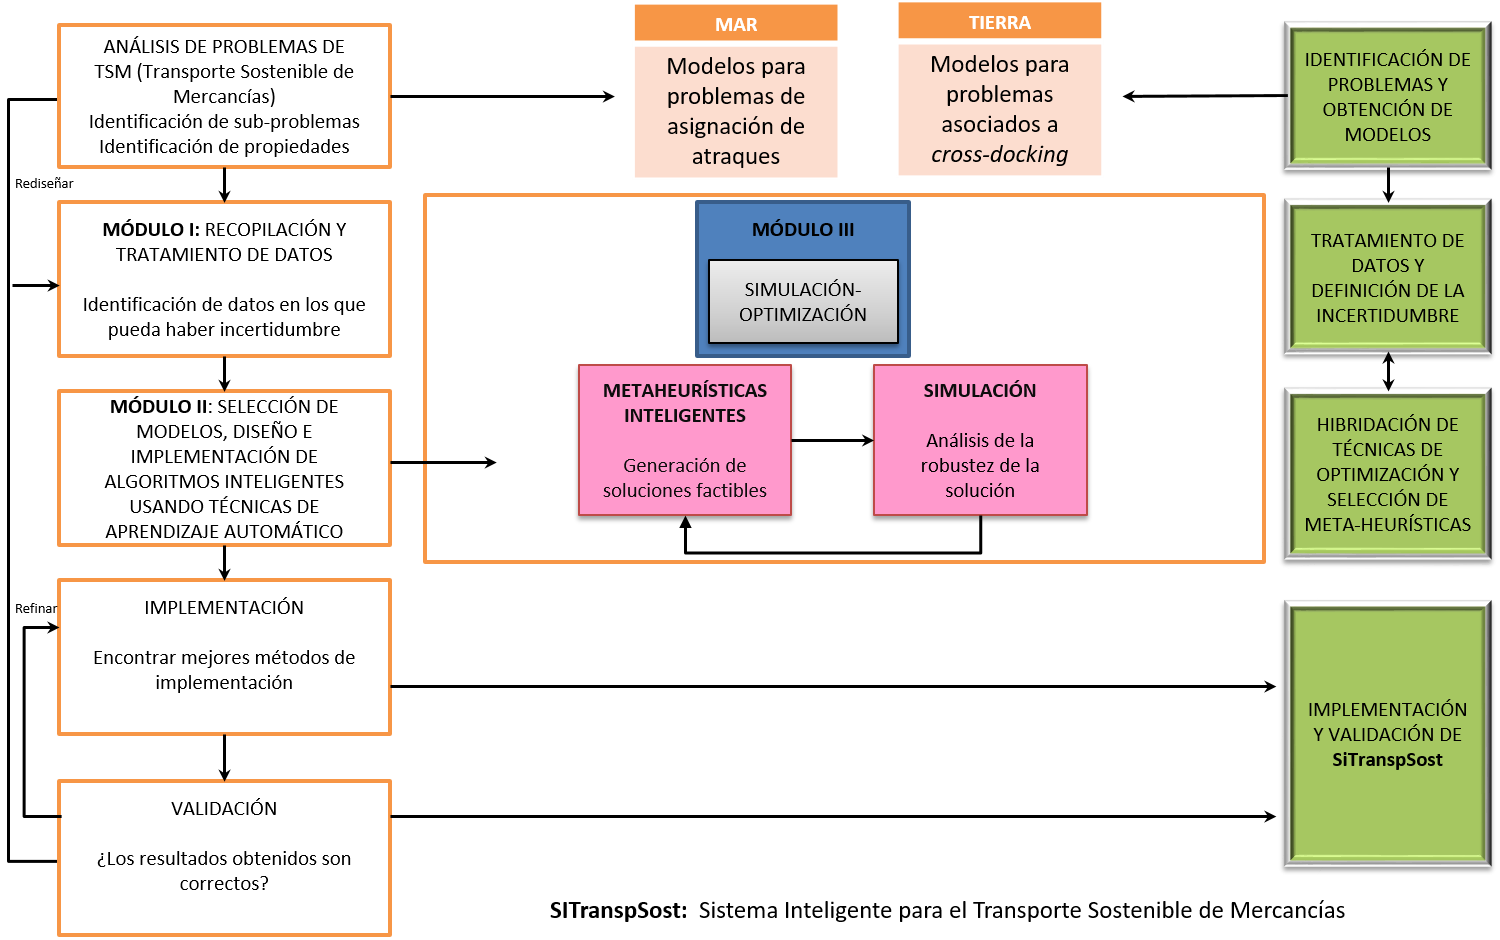 ANÁLISIS DE PROBLEMAS DE
TSM (Transporte Sostenible de
Mercancías)
Identificación de sub-problemas
Identificación de propiedades
MAR
Modelos para
problemas de
asignación de
atraques
TIERRA
Modelos para
problemas
asociados a
cross-docking
IDENTIFICACIÓN DE
PROBLEMAS Y
OBTENCIÓN DE
MODELOS
Rediseñar
MÓDULO I: RECOPILACIÓN Y
TRATAMIENTO DE DATOS
Identificación de datos en los que
pueda haber incertidumbre
MÓDULO III
SIMULACIÓN-
OPTIMIZACIÓN
TRATAMIENTO DE
DATOS Y
DEFINICIÓN DE LA
INCERTIDUMBRE
MÓDULO II: SELECCIÓN DE
MODELOS, DISEÑO E
IMPLEMENTACIÓN DE
ALGORITMOS INTELIGENTES
USANDO TÉCNICAS DE
APRENDIZAJE AUTOMÁTICO
METAHEURÍSTICAS
INTELIGENTES
Generación de
soluciones factibles
SIMULACIÓN
Análisis de la
robustez de la
solución
HIBRIDACIÓN DE
TÉCNICAS DE
OPTIMIZACIÓN Y
SELECCIÓN DE
META-HEURÍSTICAS
Refinar
IMPLEMENTACIÓN
Encontrar mejores métodos de
implementación
IMPLEMENTACIÓN
Y VALIDACIÓN DE
SiTranspSost
VALIDACIÓN
¿Los resultados obtenidos son
correctos?
SITranspSost: Sistema Inteligente para el Transporte Sostenible de Mercancías